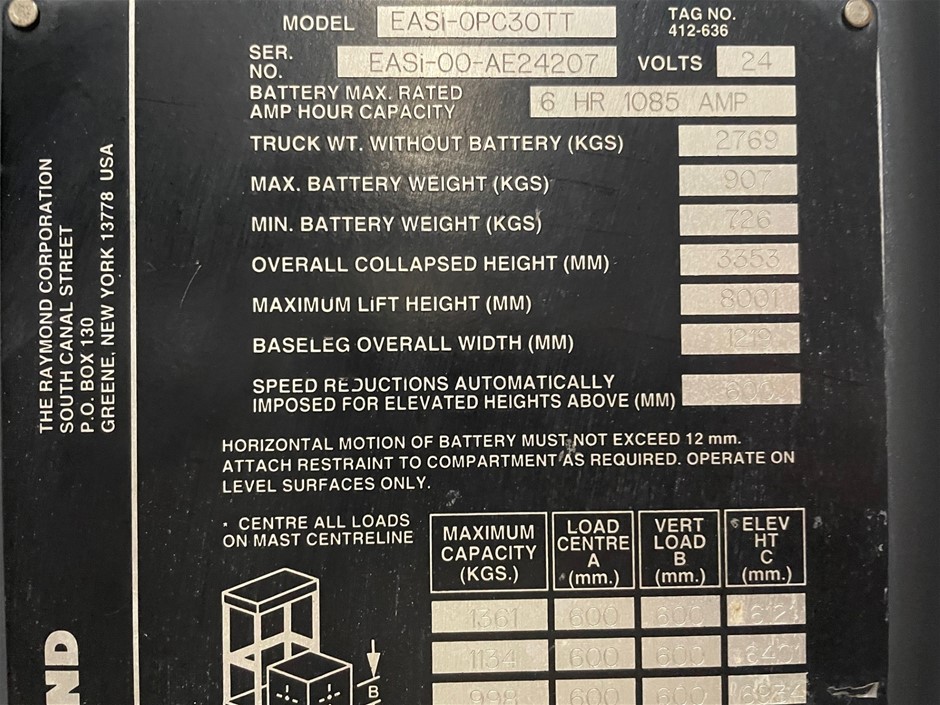 MODEL EASi-OPC30TT TAG NO. 412-636
SER. NO. EASi-00-AE24207 VOLTS 24
BATTERY MAX. RATED
AMP HOUR CAPACITY 6 HR 1085 AMP
TRUCK WT. WITHOUT BATTERY (KGS) 2769
MAX. BATTERY WEIGHT (KGS) 907
MIN. BATTERY WEIGHT (KGS) 726
OVERALL COLLAPSED HEIGHT (MM) 3353
MAXIMUM LIFT HEIGHT (MM) 8001
BASELEG OVERALL WIDTH (MM) 1219
SPEED REDUCTIONS AUTOMATICALLY
IMPOSED FOR ELEVATED HEIGHTS ABOVE (MM) 600
HORIZONTAL MOTION OF BATTERY MUST NOT EXCEED 12 mm.
ATTACH RESTRAINT TO COMPARTMENT AS REQUIRED. OPERATE ON
LEVEL SURFACES ONLY.
· CENTRE ALL LOADS
ON MAST CENTRELINE
MAXIMUM CAPACITY (KGS.) LOAD CENTRE A (mm.) VERT LOAD B (mm.) ELEV HT C (mm.)
1361 600 600
1134 600 600
998 600 600
B
THE RAYMOND CORPORATION
SOUTH CANAL STREET
P.O. BOX 130
GREENE, NEW YORK 13778 USA
ND